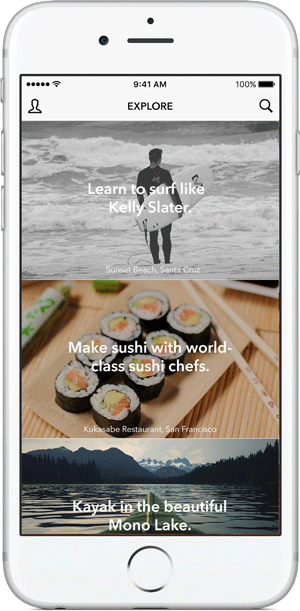 9:41 AM 100%
EXPLORE
Learn to surf like
Kelly Slater.
Sunset Beach, Santa Cruz
Make sushi with world-
class sushi chefs.
Kukasabe Restaurant, San Francisco
Kayak in the beautiful
Mono Lake.